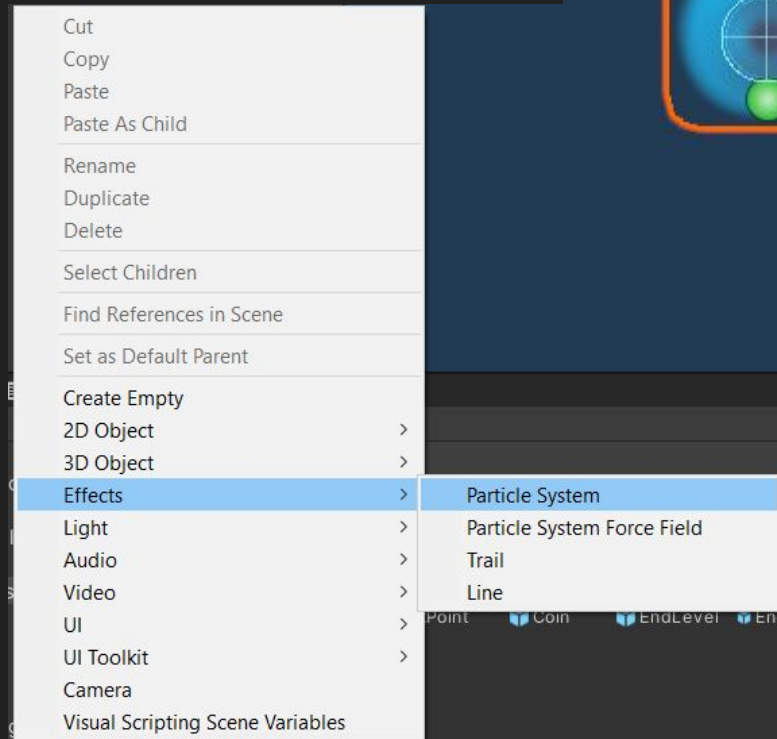 Cut
Copy
Paste
Paste As Child
Rename
Duplicate
Delete
Select Children
Find References in Scene
Set as Default Parent
Create Empty
2D Object
3D Object
Effects
Particle System
Light
Particle System Force Field
Audio
Trail
Video
Line
UI
Point
Coin
EndLevel
En
UI Toolkit
Camera
Visual Scripting Scene Variables